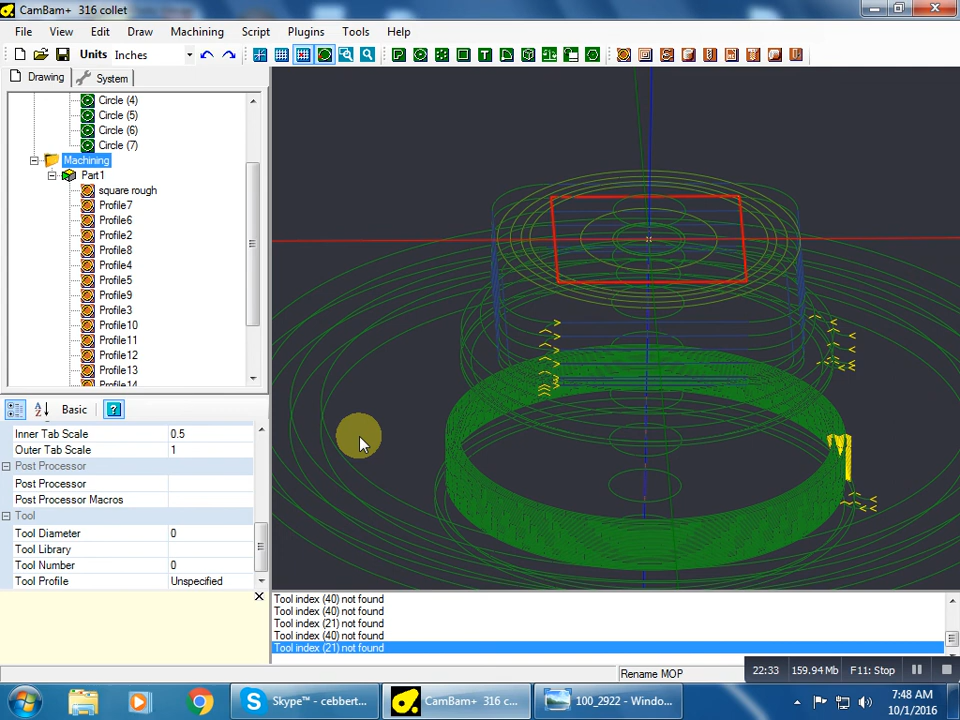 CamBam+ 316 collet
File View Edit Draw Machining Script Plugins Tools Help
Units Inches
Drawing System
Circle (4)
Circle (5)
Circle (6)
Circle (7)
Machining
Part1
square rough
Profile7
Profile6
Profile2
Profile8
Profile4
Profile5
Profile9
Profile3
Profile10
Profile11
Profile12
Profile13
Profile14
Basic
Inner Tab Scale 0.5
Outer Tab Scale 1
Post Processor
Post Processor
Post Processor Macros
Tool
Tool Diameter 0
Tool Library
Tool Number 0
Tool Profile Unspecified
Tool index (40) not found
Tool index (40) not found
Tool index (21) not found
Tool index (40) not found
Tool index (21) not found
Rename MOP
22:33 159.94 Mb F11: Stop
Skype™ - cebbert... CamBam+ 316 c... 100_2922 - Windo...
7:48 AM
10/1/2016